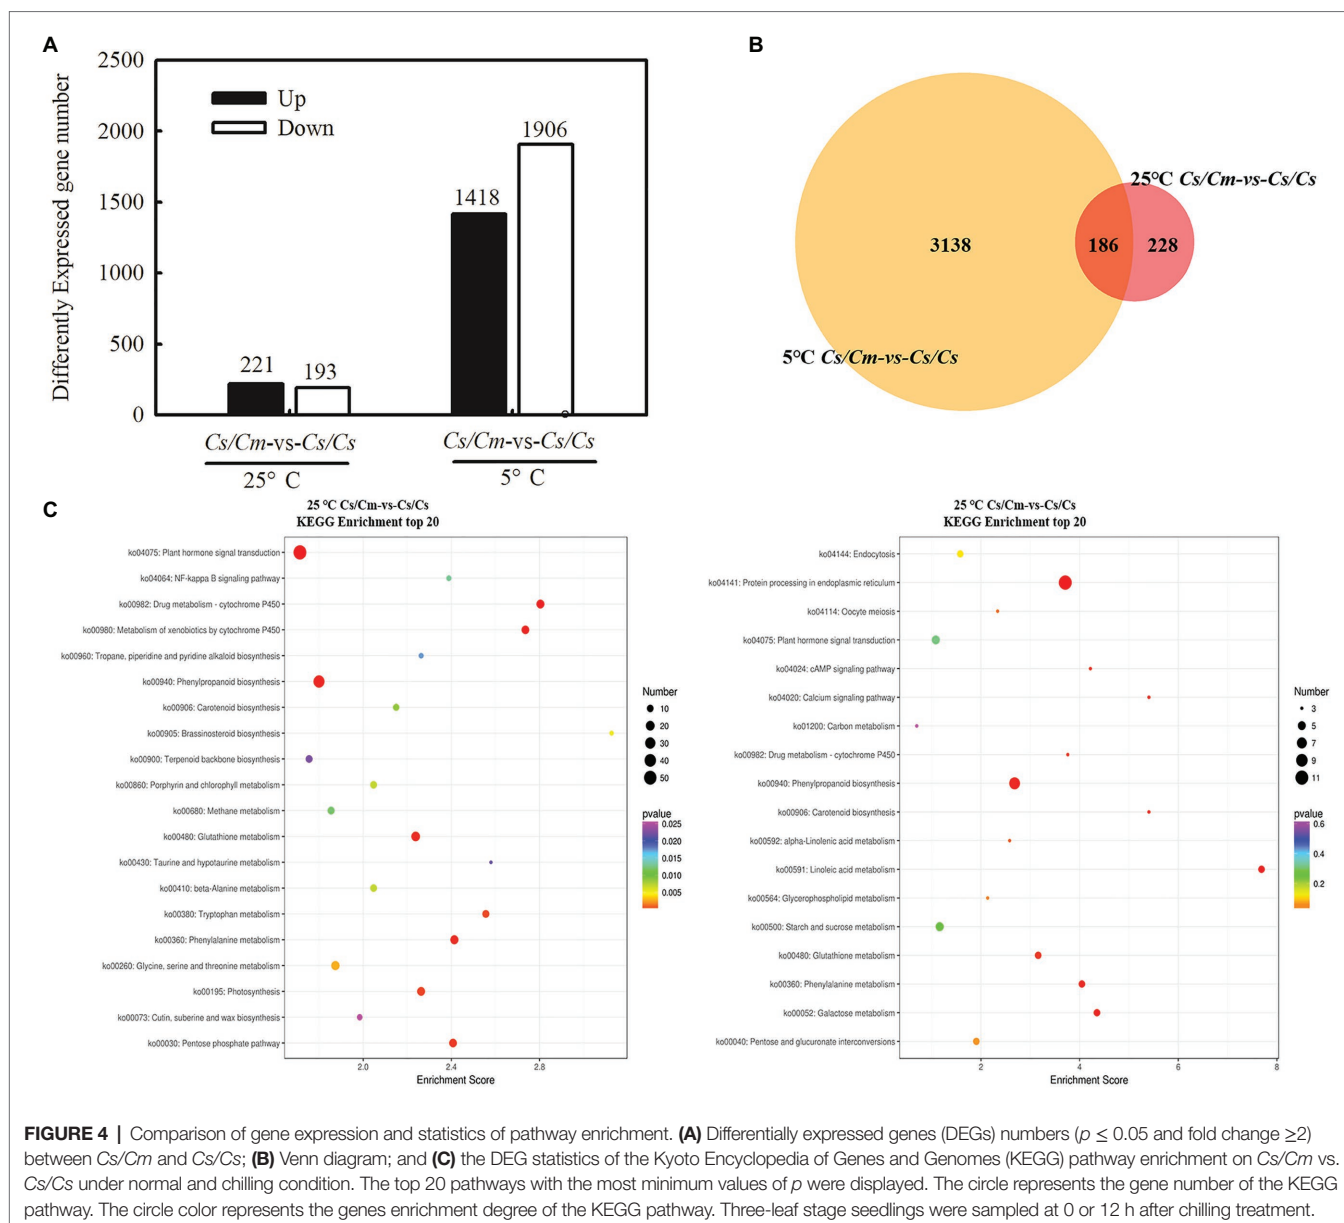 A
Differently Expressed gene number
2500
2000
1500
1000
500
0
Up
Down
221
193
1418
1906
Cs/Cm-vs-Cs/Cs
25° C
Cs/Cm-vs-Cs/Cs
5° C
B
25°C Cs/Cm-vs-Cs/Cs
3138
186
228
5°C Cs/Cm-vs-Cs/Cs
C
25 °C Cs/Cm-vs-Cs/Cs
KEGG Enrichment top 20
ko04075: Plant hormone signal transduction
ko04064: NF-kappa B signaling pathway
ko00982: Drug metabolism - cytochrome P450
ko00980: Metabolism of xenobiotics by cytochrome P450
ko00960: Tropane, piperidine and pyridine alkaloid biosynthesis
ko00940: Phenylpropanoid biosynthesis
ko00906: Carotenoid biosynthesis
ko00905: Brassinosteroid biosynthesis
ko00900: Terpenoid backbone biosynthesis
ko00860: Porphyrin and chlorophyll metabolism
ko00680: Methane metabolism
ko00480: Glutathione metabolism
ko00430: Taurine and hypotaurine metabolism
ko00410: beta-Alanine metabolism
ko00380: Tryptophan metabolism
ko00360: Phenylalanine metabolism
ko00260: Glycine, serine and threonine metabolism
ko00195: Photosynthesis
ko00073: Cutin, suberine and wax biosynthesis
ko00030: Pentose phosphate pathway
2.0
2.4
2.8
Enrichment Score
Number
10
20
30
40
50
pvalue
0.025
0.020
0.015
0.010
0.005
25 °C Cs/Cm-vs-Cs/Cs
KEGG Enrichment top 20
ko04144: Endocytosis
ko04141: Protein processing in endoplasmic reticulum
ko04114: Oocyte meiosis
ko04075: Plant hormone signal transduction
ko04024: cAMP signaling pathway
ko04020: Calcium signaling pathway
ko01200: Carbon metabolism
ko00982: Drug metabolism - cytochrome P450
ko00940: Phenylpropanoid biosynthesis
ko00906: Carotenoid biosynthesis
ko00592: alpha-Linolenic acid metabolism
ko00591: Linoleic acid metabolism
ko00564: Glycerophospholipid metabolism
ko00500: Starch and sucrose metabolism
ko00480: Glutathione metabolism
ko00360: Phenylalanine metabolism
ko00052: Galactose metabolism
ko00040: Pentose and glucuronate interconversions
2
4
6
8
Enrichment Score
Number
3
5
7
9
11
pvalue
0.6
0.4
0.2
FIGURE 4 | Comparison of gene expression and statistics of pathway enrichment. (A) Differentially expressed genes (DEGs) numbers (p ≤ 0.05 and fold change ≥2)
between Cs/Cm and Cs/Cs; (B) Venn diagram; and (C) the DEG statistics of the Kyoto Encyclopedia of Genes and Genomes (KEGG) pathway enrichment on Cs/Cm vs.
Cs/Cs under normal and chilling condition. The top 20 pathways with the most minimum values of p were displayed. The circle represents the gene number of the KEGG
pathway. The circle color represents the genes enrichment degree of the KEGG pathway. Three-leaf stage seedlings were sampled at 0 or 12 h after chilling treatment.